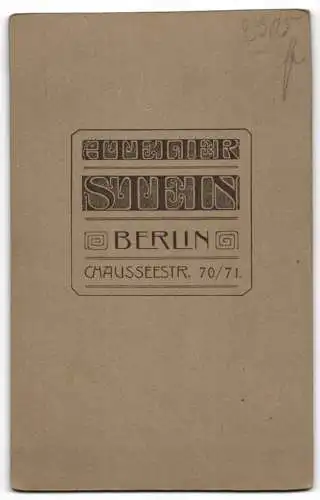 ATELIER
STEIN
BERLIN
CHAUSSEESTR. 70/71.